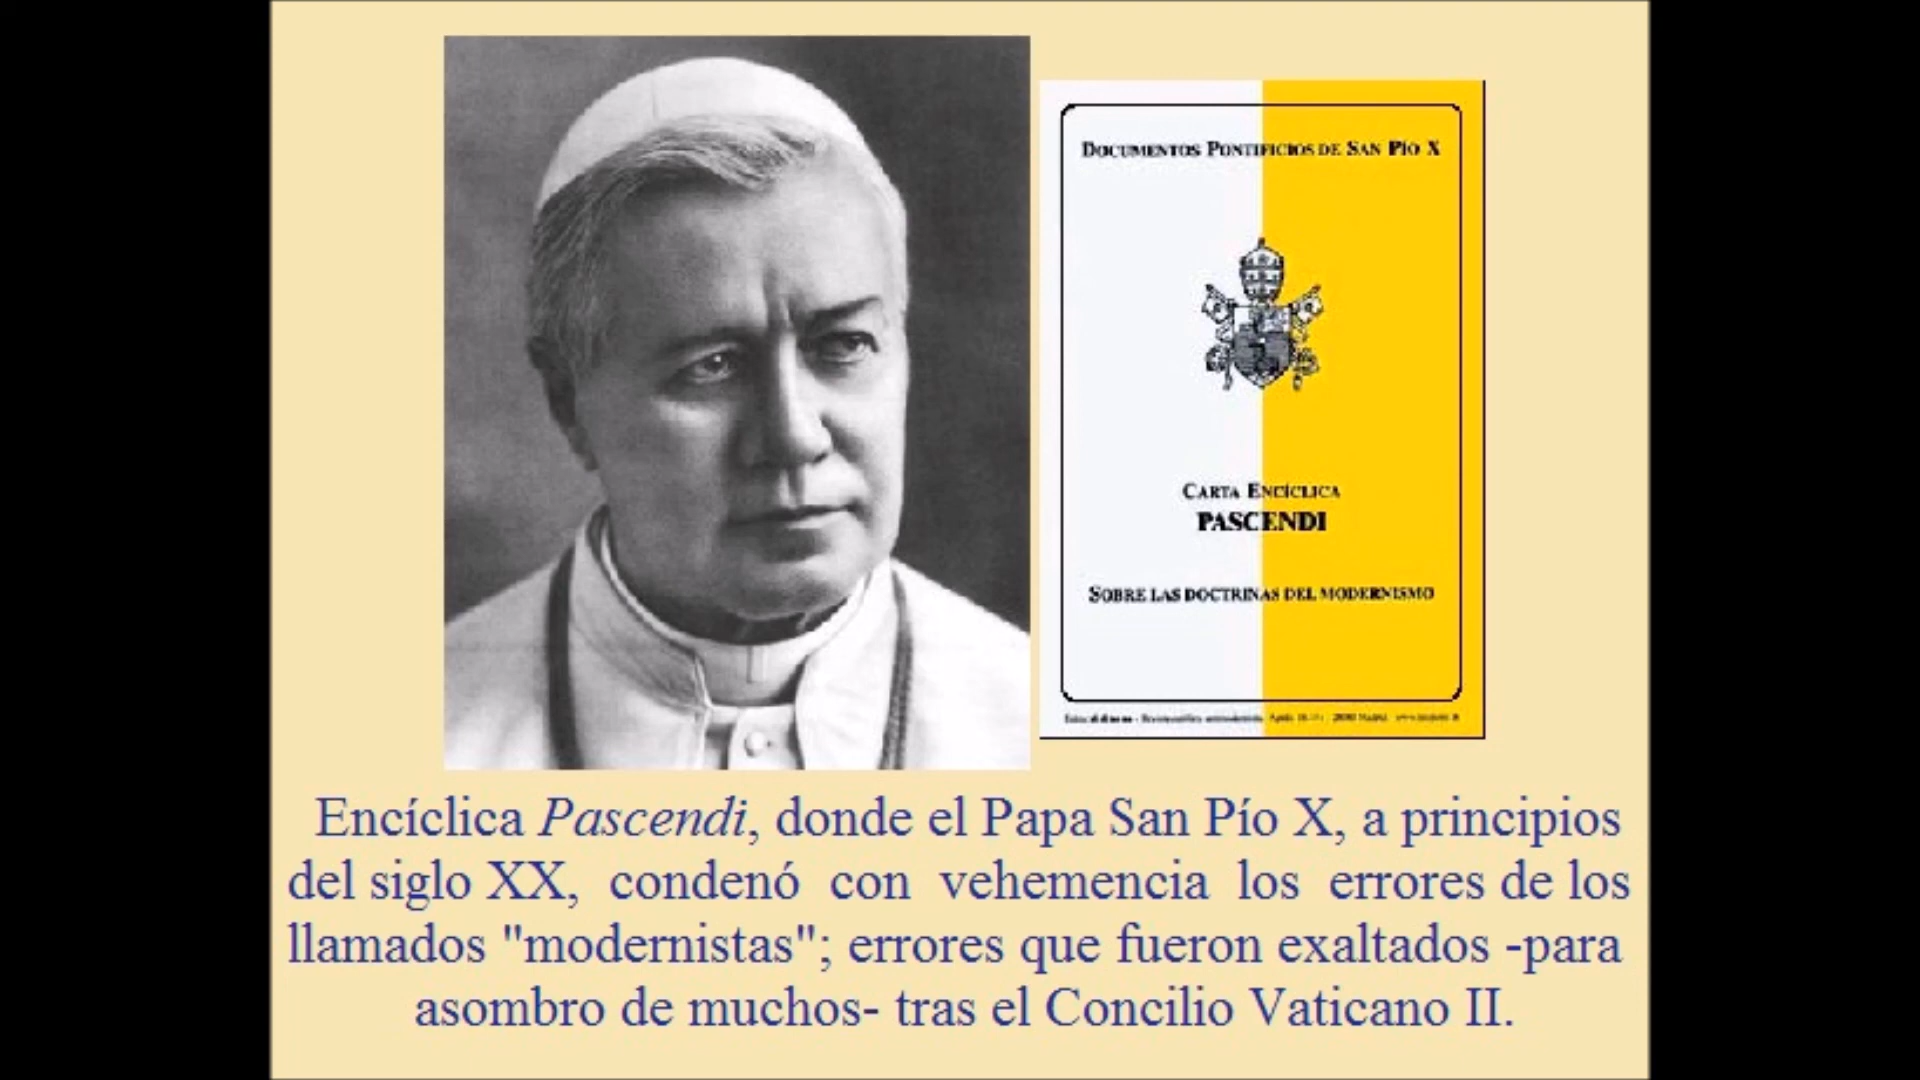 DOCUMENTOS PONTIFICIOS DE SAN PÍO X
CARTA ENCÍCLICA
PASCENDI
SOBRE LAS DOCTRINAS DEL MODERNISMO
Encíclica Pascendi, donde el Papa San Pío X, a principios
del siglo XX, condenó con vehemencia los errores de los
llamados "modernistas"; errores que fueron exaltados -para
asombro de muchos- tras el Concilio Vaticano II.